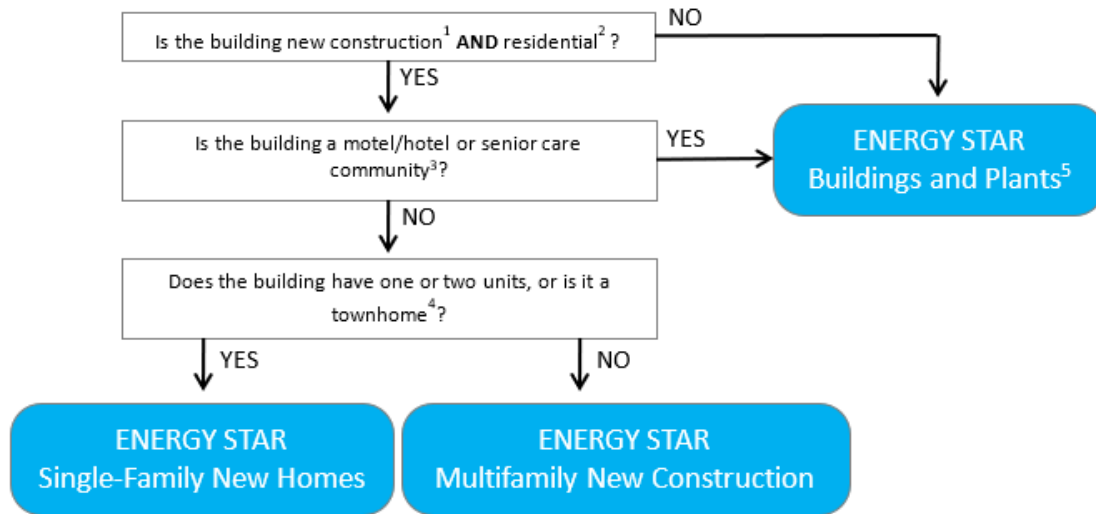 Is the building new construction¹ AND residential² ?
NO
YES
Is the building a motel/hotel or senior care
community³?
YES
ENERGY STAR
Buildings and Plants⁵
NO
Does the building have one or two units, or is it a
townhome⁴?
YES
NO
ENERGY STAR
Single-Family New Homes
ENERGY STAR
Multifamily New Construction